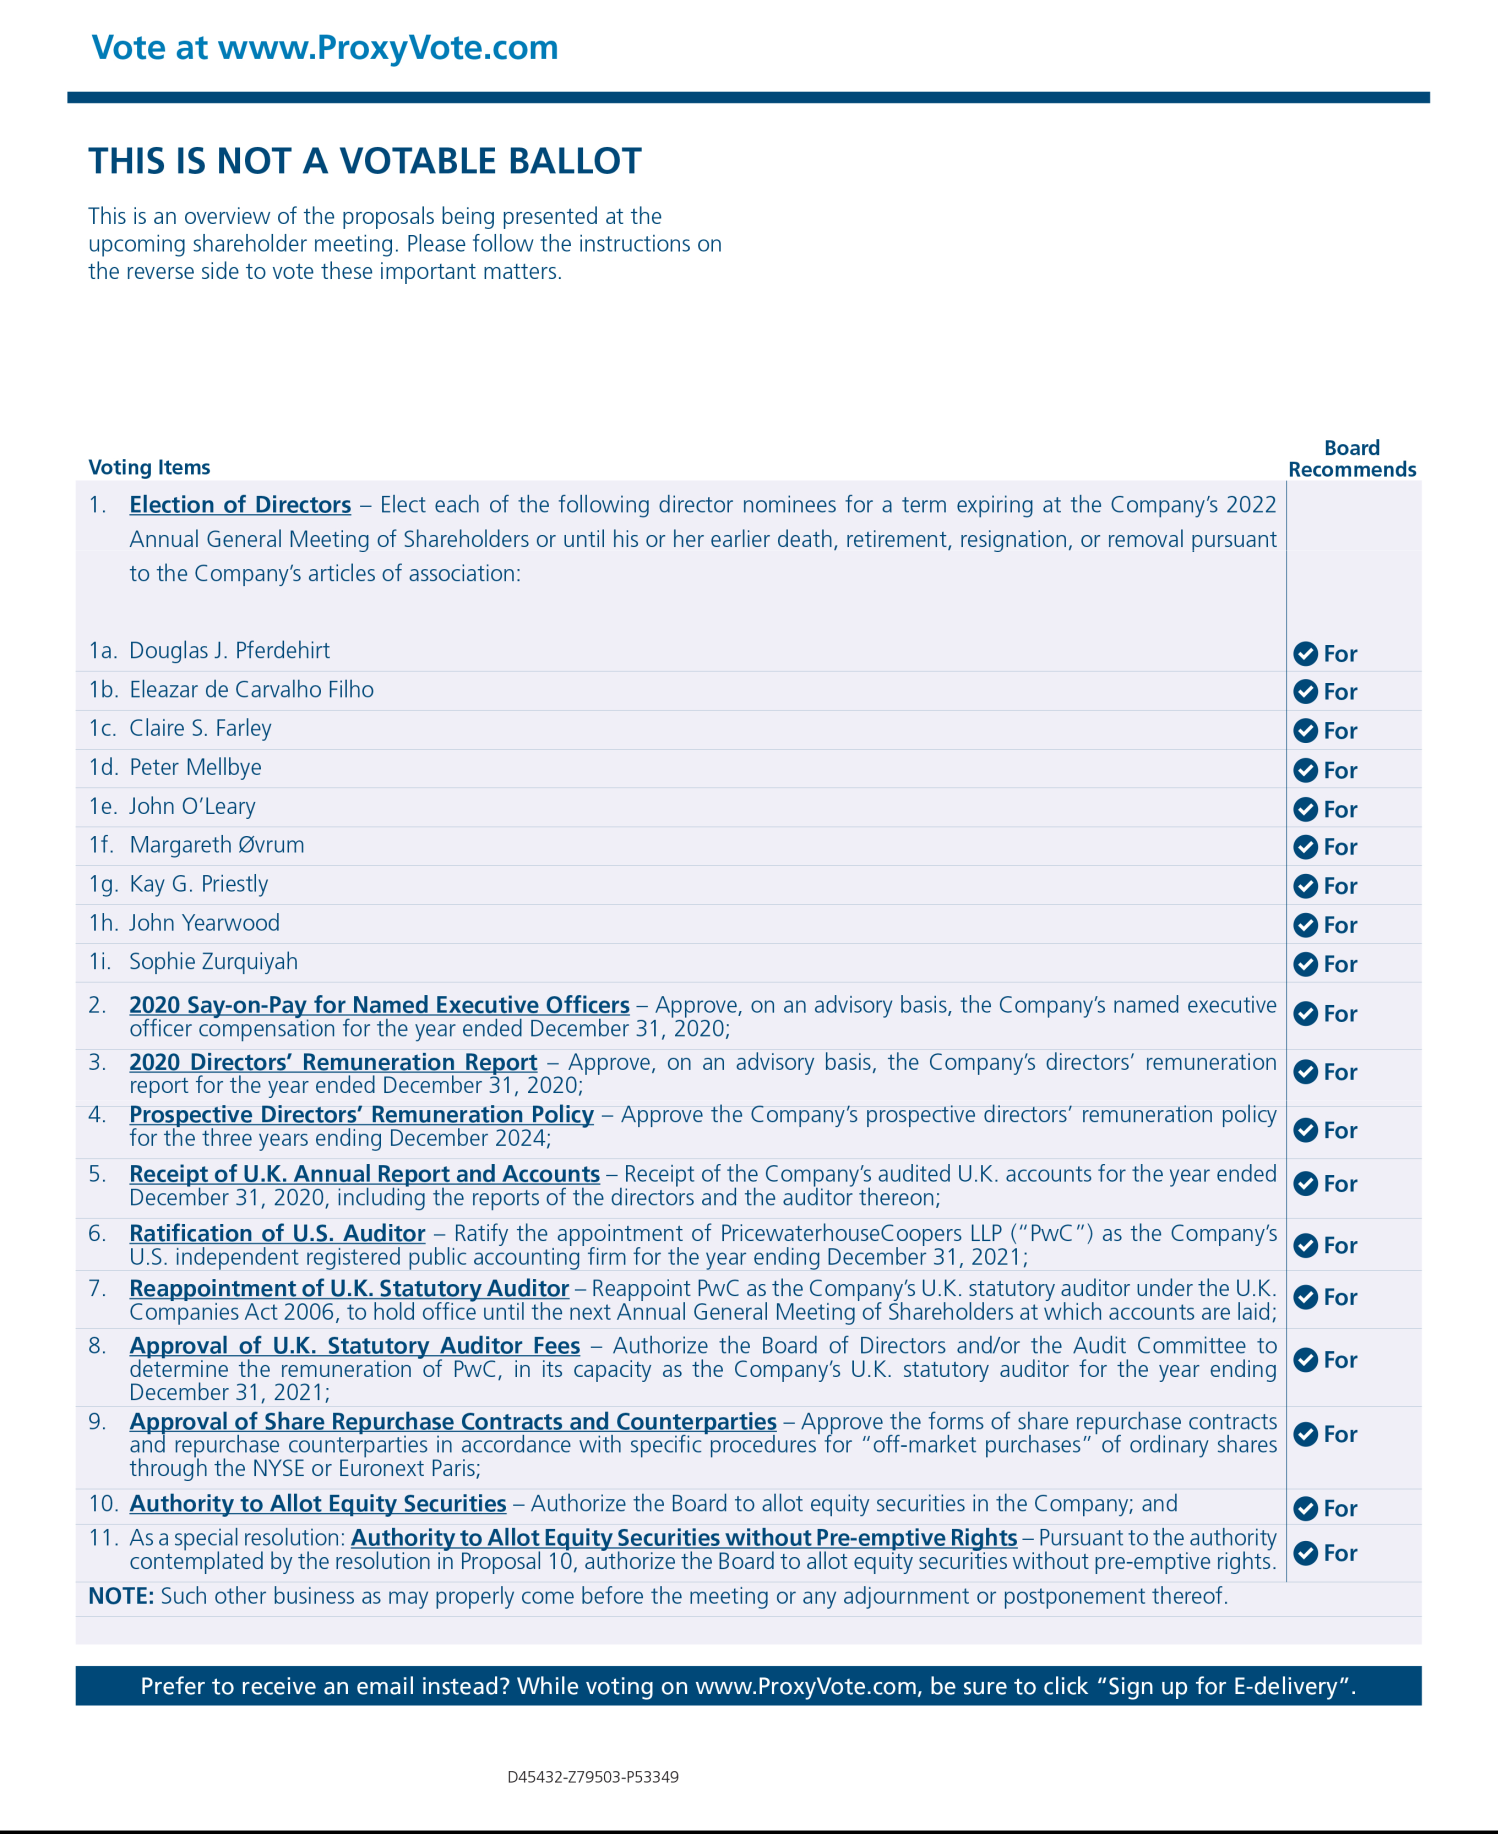 Vote at www.ProxyVote.com
THIS IS NOT A VOTABLE BALLOT
This is an overview of the proposals being presented at the
upcoming shareholder meeting. Please follow the instructions on
the reverse side to vote these important matters.
Voting Items
Board
Recommends
1. Election of Directors – Elect each of the following director nominees for a term expiring at the Company’s 2022
Annual General Meeting of Shareholders or until his or her earlier death, retirement, resignation, or removal pursuant
to the Company’s articles of association:
1a. Douglas J. Pferdehirt For
1b. Eleazar de Carvalho Filho For
1c. Claire S. Farley For
1d. Peter Mellbye For
1e. John O’Leary For
1f. Margareth Øvrum For
1g. Kay G. Priestly For
1h. John Yearwood For
1i. Sophie Zurquiyah For
2. 2020 Say-on-Pay for Named Executive Officers – Approve, on an advisory basis, the Company’s named executive
officer compensation for the year ended December 31, 2020;
For
3. 2020 Directors’ Remuneration Report – Approve, on an advisory basis, the Company’s directors’ remuneration
report for the year ended December 31, 2020;
For
4. Prospective Directors’ Remuneration Policy – Approve the Company’s prospective directors’ remuneration policy
for the three years ending December 2024;
For
5. Receipt of U.K. Annual Report and Accounts – Receipt of the Company’s audited U.K. accounts for the year ended
December 31, 2020, including the reports of the directors and the auditor thereon;
For
6. Ratification of U.S. Auditor – Ratify the appointment of PricewaterhouseCoopers LLP (“PwC”) as the Company’s
U.S. independent registered public accounting firm for the year ending December 31, 2021;
For
7. Reappointment of U.K. Statutory Auditor – Reappoint PwC as the Company’s U.K. statutory auditor under the U.K.
Companies Act 2006, to hold office until the next Annual General Meeting of Shareholders at which accounts are laid;
For
8. Approval of U.K. Statutory Auditor Fees – Authorize the Board of Directors and/or the Audit Committee to
determine the remuneration of PwC, in its capacity as the Company’s U.K. statutory auditor for the year ending
December 31, 2021;
For
9. Approval of Share Repurchase Contracts and Counterparties – Approve the forms of share repurchase contracts
and repurchase counterparties in accordance with specific procedures for “off-market purchases” of ordinary shares
through the NYSE or Euronext Paris;
For
10. Authority to Allot Equity Securities – Authorize the Board to allot equity securities in the Company; and
For
11. As a special resolution: Authority to Allot Equity Securities without Pre-emptive Rights – Pursuant to the authority
contemplated by the resolution in Proposal 10, authorize the Board to allot equity securities without pre-emptive rights.
For
NOTE: Such other business as may properly come before the meeting or any adjournment or postponement thereof.
Prefer to receive an email instead? While voting on www.ProxyVote.com, be sure to click “Sign up for E-delivery”.
D45432-Z79503-P53349